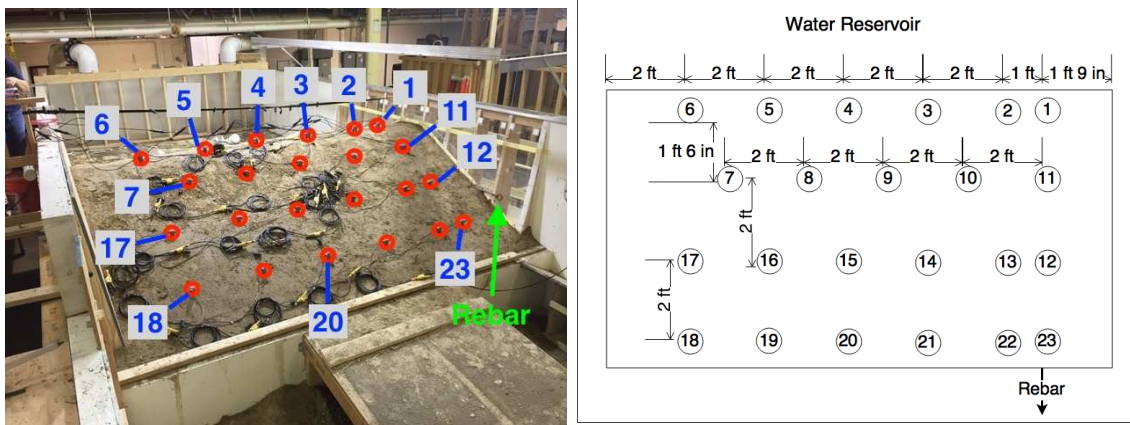 1
2
3
4
5
6
11
12
7
17
23
18
20
Rebar
Water Reservoir
2 ft 2 ft 2 ft 2 ft 2 ft 1 ft 1 ft 9 in
6 5 4 3 2 1
1 ft 6 in
2 ft 2 ft 2 ft 2 ft
7 8 9 10 11
2 ft
17 16 15 14 13 12
2 ft
18 19 20 21 22 23
Rebar